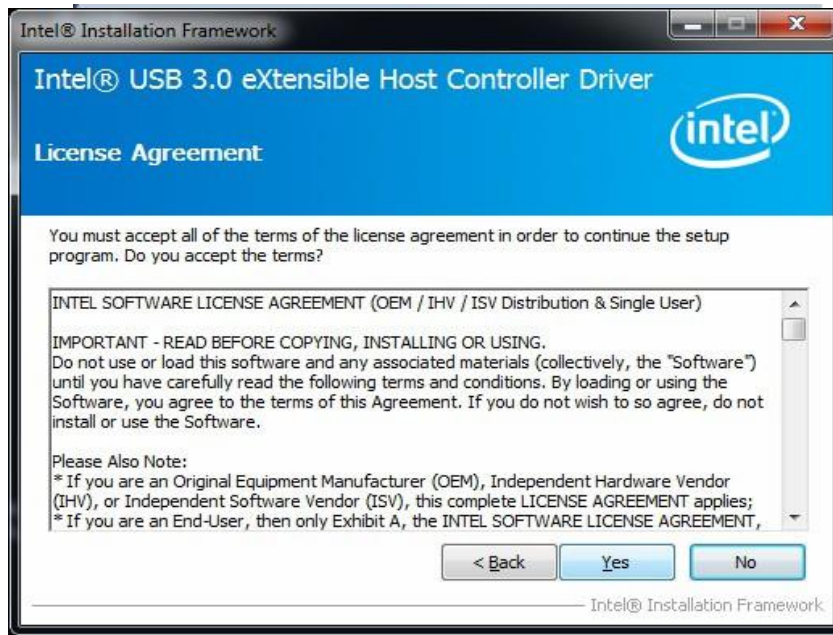 Intel® Installation Framework
Intel® USB 3.0 eXtensible Host Controller Driver
intel
License Agreement
You must accept all of the terms of the license agreement in order to continue the setup
program. Do you accept the terms?
INTEL SOFTWARE LICENSE AGREEMENT (OEM / IHV / ISV Distribution & Single User)
IMPORTANT - READ BEFORE COPYING, INSTALLING OR USING.
Do not use or load this software and any associated materials (collectively, the "Software")
until you have carefully read the following terms and conditions. By loading or using the
Software, you agree to the terms of this Agreement. If you do not wish to so agree, do not
install or use the Software.
Please Also Note:
* If you are an Original Equipment Manufacturer (OEM), Independent Hardware Vendor
(IHV), or Independent Software Vendor (ISV), this complete LICENSE AGREEMENT applies;
* If you are an End-User, then only Exhibit A, the INTEL SOFTWARE LICENSE AGREEMENT,
< Back Yes No
Intel® Installation Framework